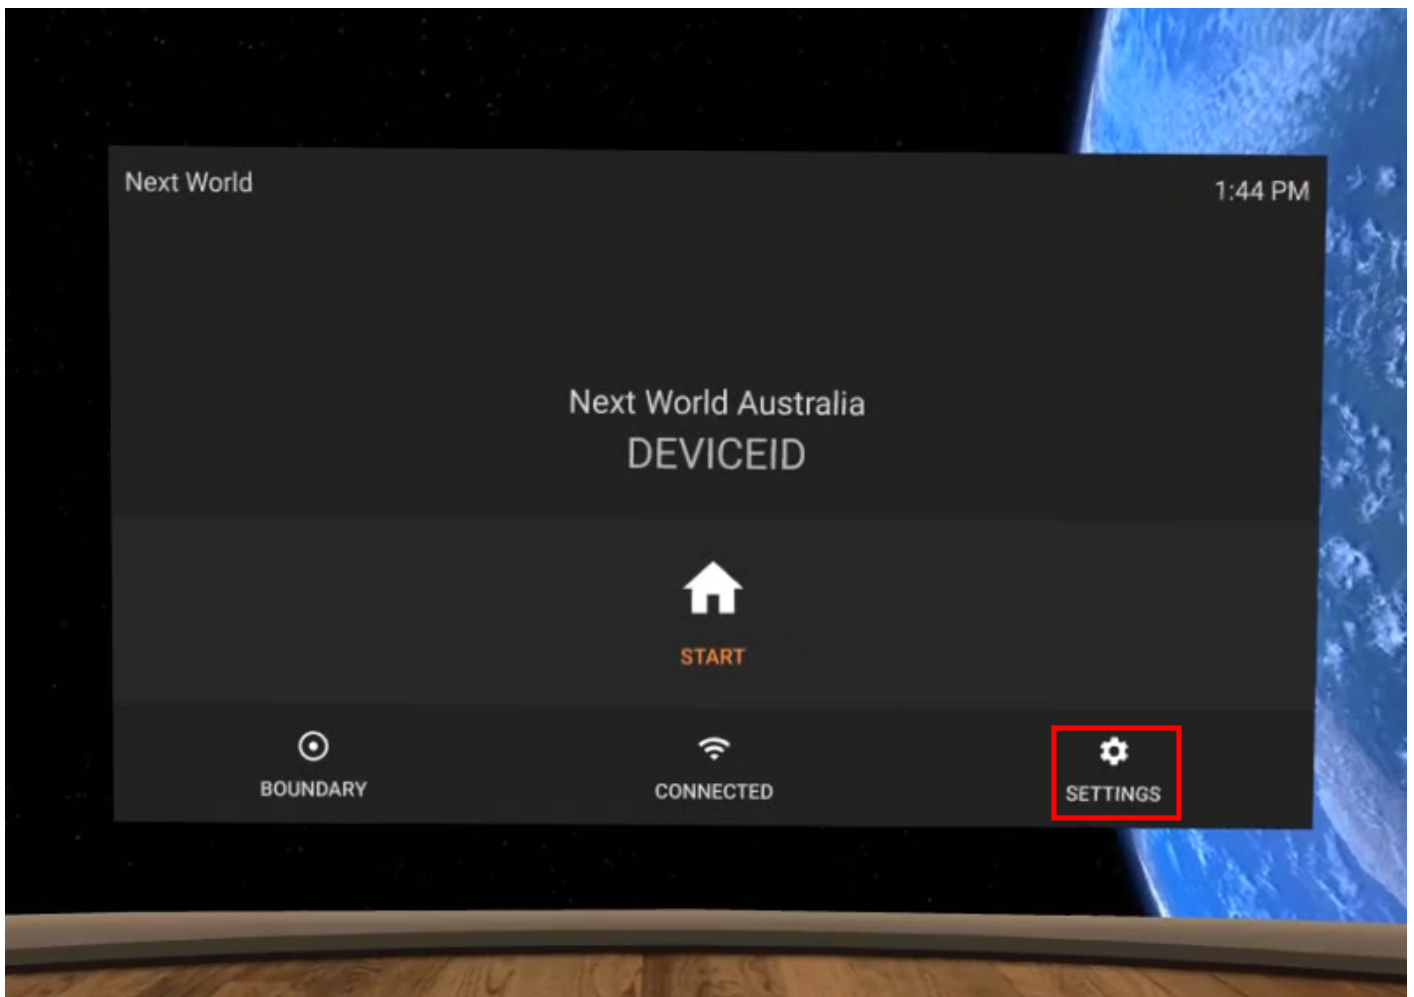 Next World
1:44 PM
Next World Australia
DEVICEID
START
BOUNDARY
CONNECTED
SETTINGS